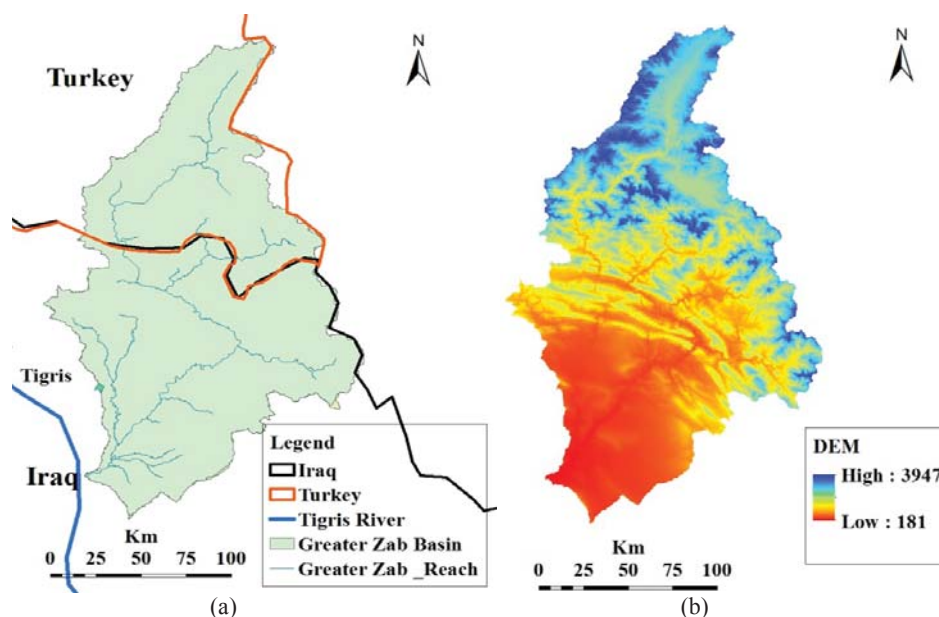 N
Turkey
Tigris
Iraq
Legend
Iraq
Turkey
Tigris River
Greater Zab Basin
Greater Zab _Reach
Km
0 25 50 75 100
(a)
N
DEM
High : 3947
Low : 181
Km
0 25 50 75 100
(b)